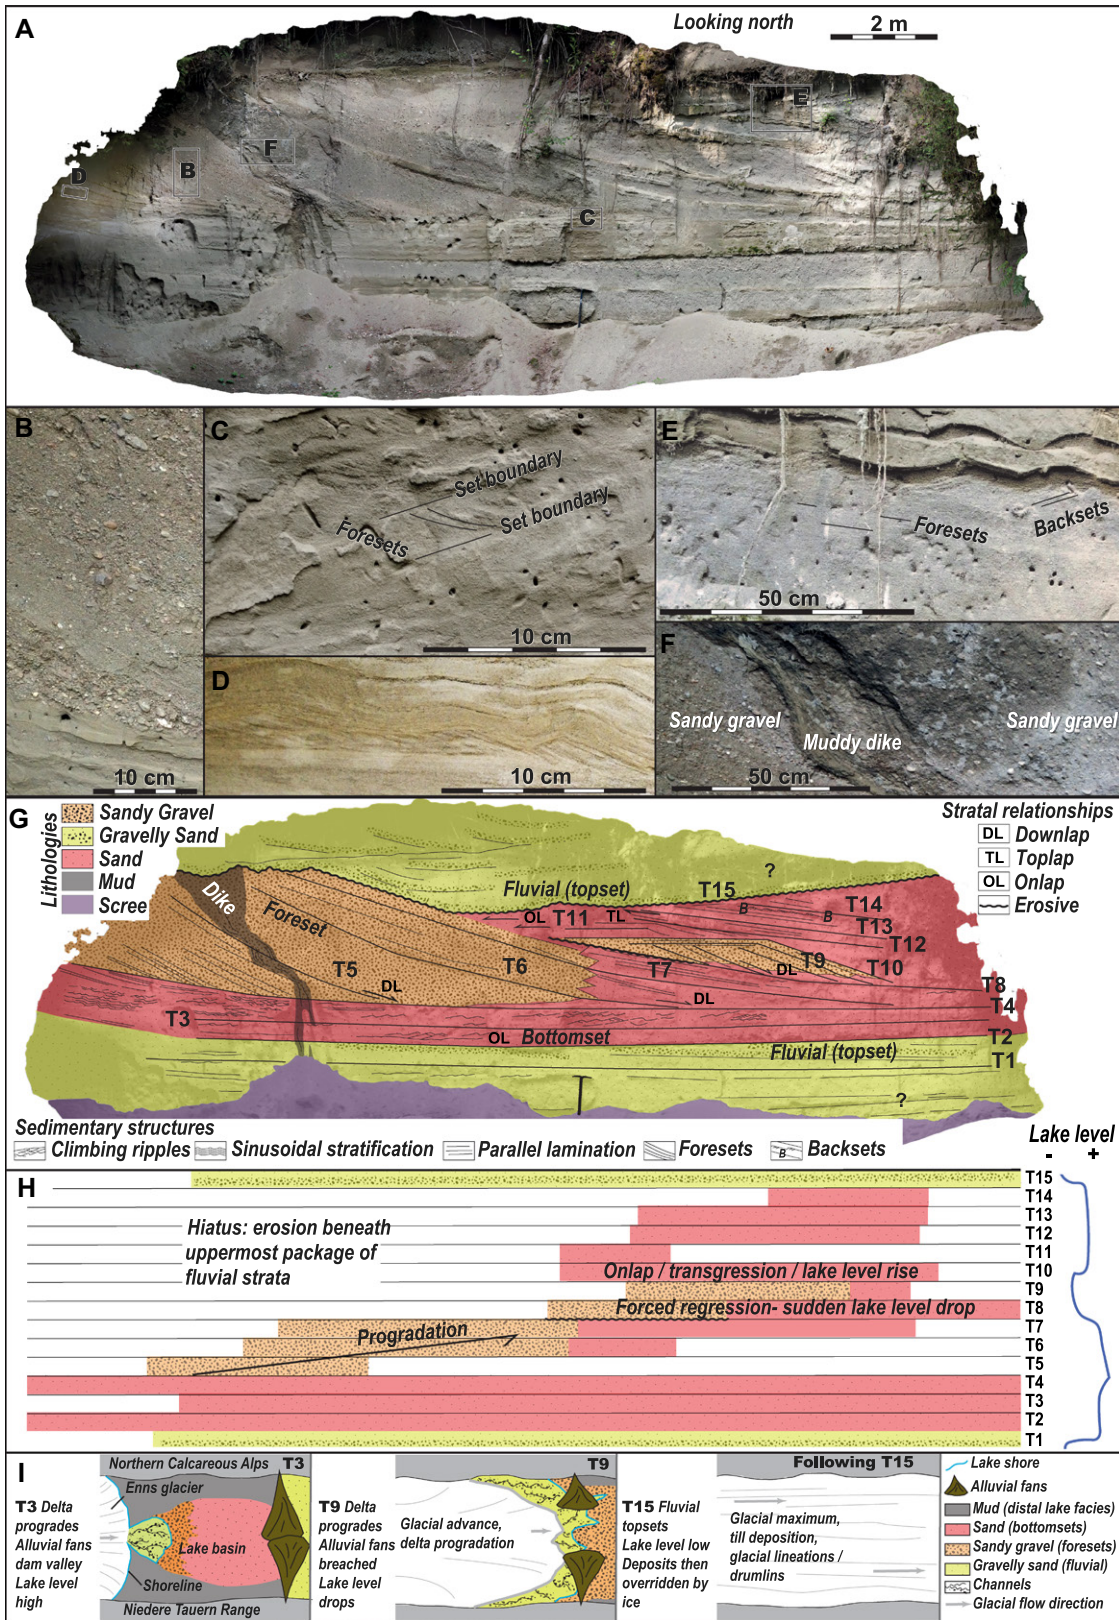 A
Looking north
2 m
E
F
B
D
C
B
10 cm
C
Set boundary
Set boundary
Foresets
10 cm
D
10 cm
E
Foresets
Backsets
50 cm
F
Sandy gravel
Sandy gravel
Muddy dike
50 cm
G
Lithologies
Sandy Gravel
Gravelly Sand
Sand
Mud
Scree
Stratal relationships
DL Downlap
TL Toplap
OL Onlap
Erosive
?
Dike
Foreset
Fluvial (topset)
T15
B
B
T14
T13
T12
OL
T11
TL
T5
T6
T7
T9
T10
DL
DL
DL
T8
T4
T3
OL
Bottomset
T2
Fluvial (topset)
T1
?
Sedimentary structures
Climbing ripples
Sinusoidal stratification
Parallel lamination
Foresets
B
Backsets
Lake level
- +
H
T15
T14
T13
T12
T11
T10
T9
T8
T7
T6
T5
T4
T3
T2
T1
Hiatus: erosion beneath
uppermost package of
fluvial strata
Onlap / transgression / lake level rise
Forced regression- sudden lake level drop
Progradation
I
Northern Calcareous Alps
T3
Enns glacier
T3 Delta
progrades
Alluvial fans
dam valley
Lake level
high
Lake basin
Shoreline
Niedere Tauern Range
T9
T9 Delta
progrades
Alluvial fans
breached
Lake level
drops
Glacial advance,
delta progradation
Following T15
T15 Fluvial
topsets
Lake level low
Deposits then
overridden by
ice
Glacial maximum,
till deposition,
glacial lineations /
drumlins
Lake shore
Alluvial fans
Mud (distal lake facies)
Sand (bottomsets)
Sandy gravel (foresets)
Gravelly sand (fluvial)
Channels
Glacial flow direction